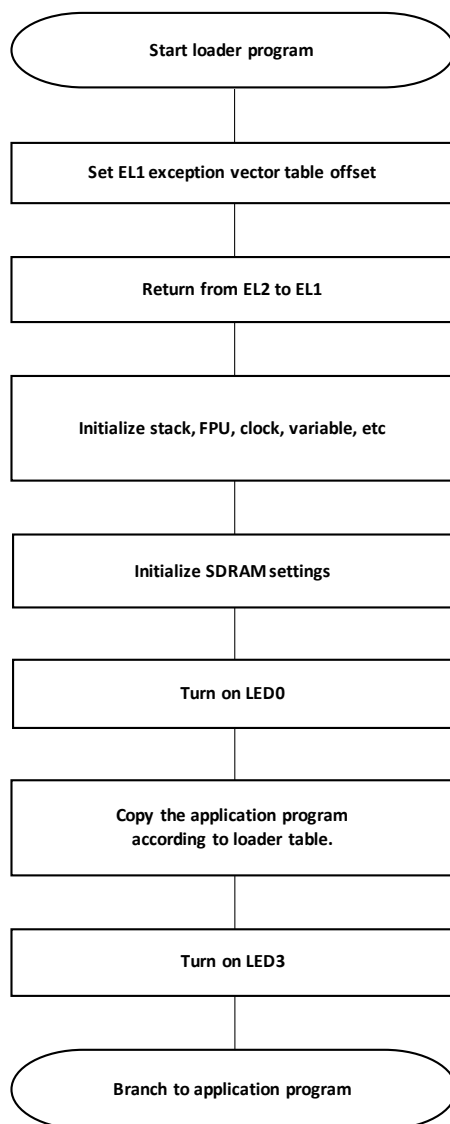 Start loader program
Set EL1 exception vector table offset
Return from EL2 to EL1
Initialize stack, FPU, clock, variable, etc
Initialize SDRAM settings
Turn on LED0
Copy the application program
according to loader table.
Turn on LED3
Branch to application program